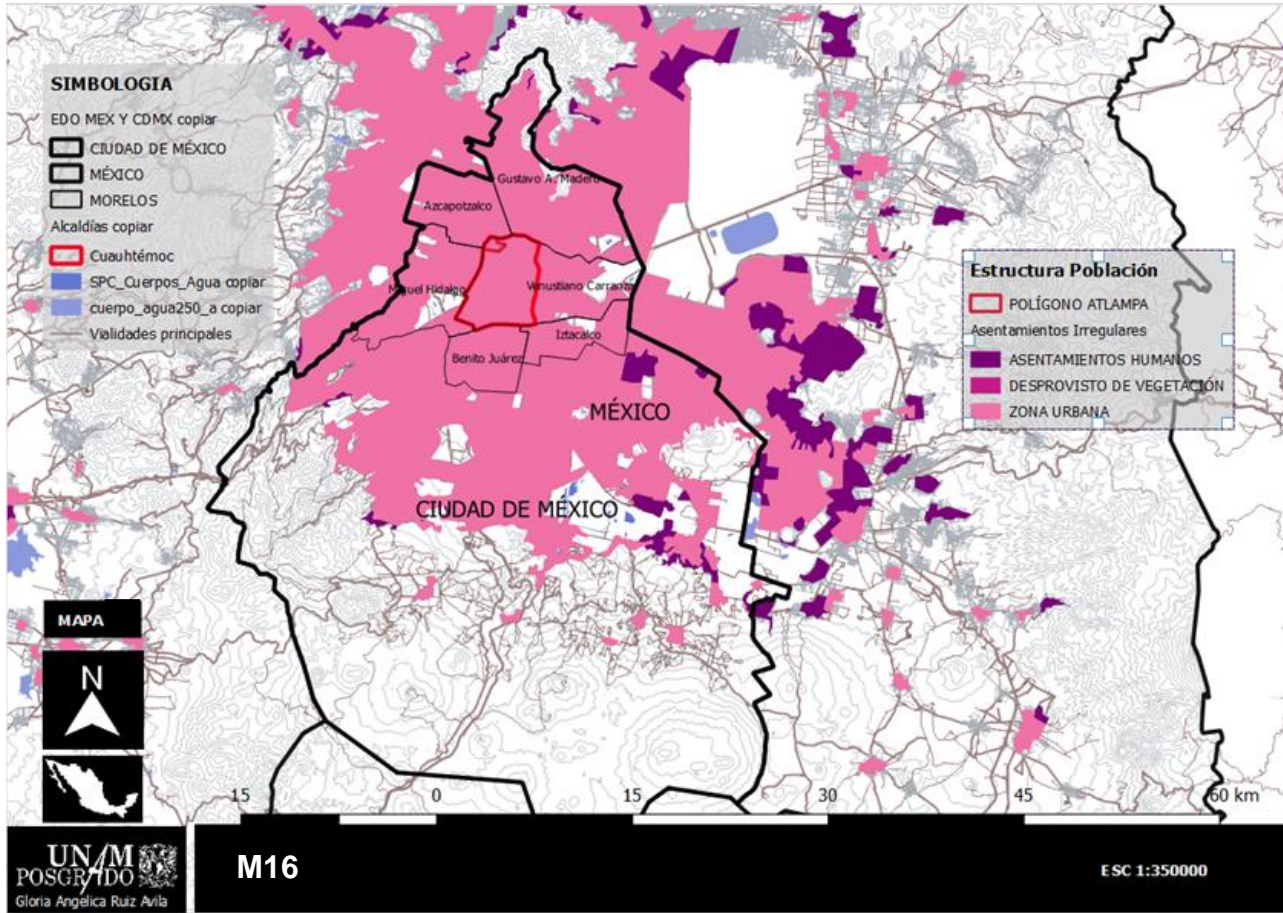 SIMBOLOGIA
EDO MEX Y CDMX copiar
CIUDAD DE MÉXICO
MÉXICO
MORELOS
Alcaldías copiar
Cuauhtémoc
SPC_Cuerpos_Agua copiar
cuerpo_agua250_a copiar
Vialidades principales
Gustavo A. Madero
Azcapotzalco
Miguel Hidalgo
Venustiano Carranza
Iztacalco
Benito Juárez
MÉXICO
CIUDAD DE MÉXICO
Estructura Población
POLÍGONO ATLAMPA
Asentamientos Irregulares
ASENTAMIENTOS HUMANOS
DESPROVISTO DE VEGETACIÓN
ZONA URBANA
MAPA
N
15 0 15 30 45 60 km
UNAM
POSGRADO
Gloria Angelica Ruiz Avila
M16
ESC 1:350000